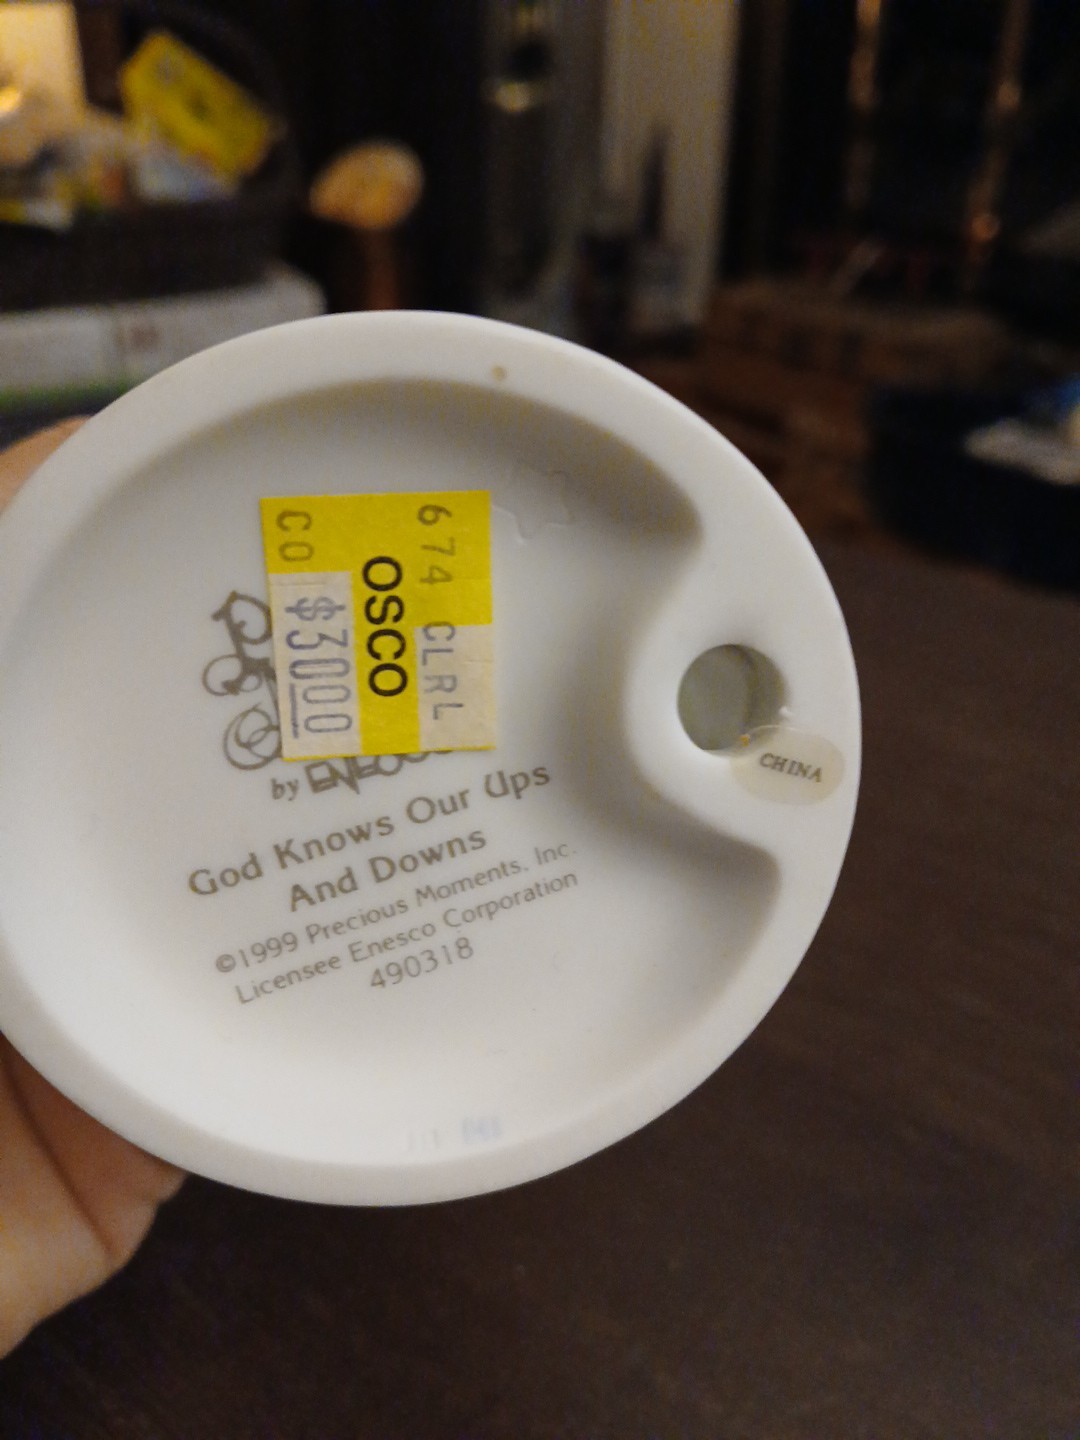 674 CLRL
OSCO
CO $30.00
by ENESCO
God Knows Our Ups
And Downs
©1999 Precious Moments, Inc.
Licensee Enesco Corporation
490318
CHINA